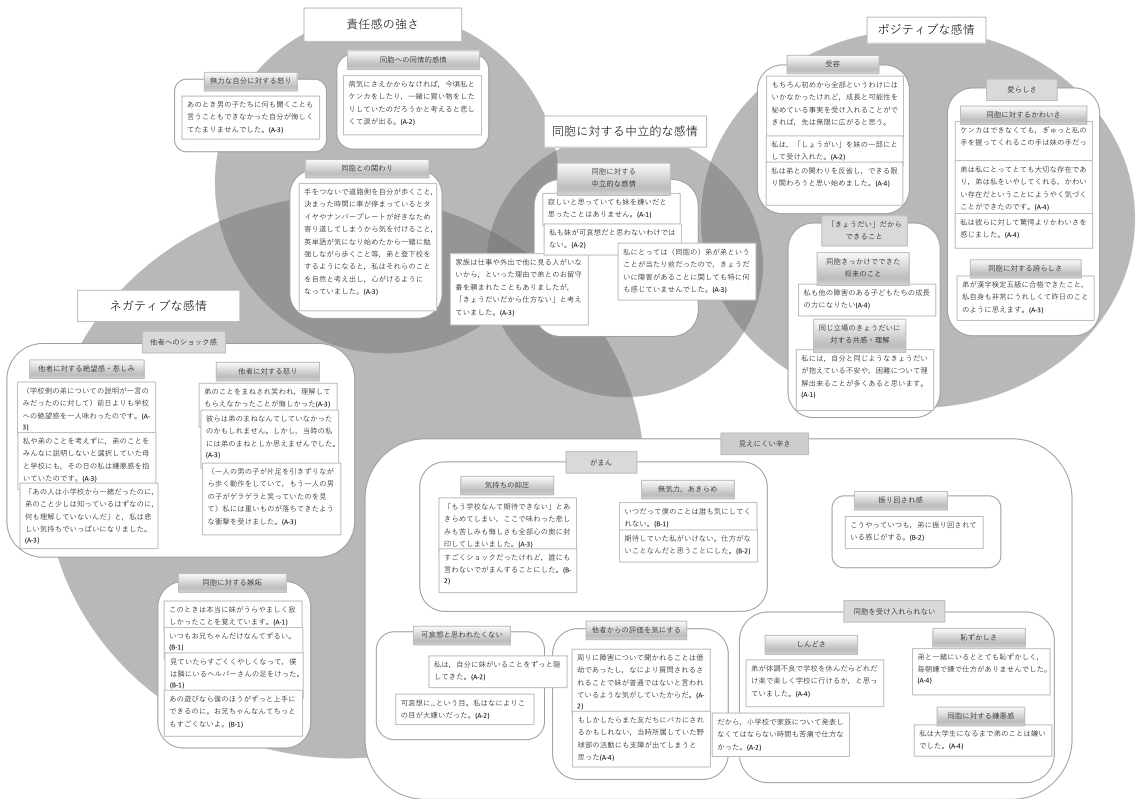 責任感の強さ
無力な自分に対する怒り
あのとき男の子たちに何も聞くことも
言うこともできなかった自分が悔しく
てたまりませんでした。(A-3)
同胞への同情的感情
病気にさえかからなければ，今頃私と
ケンカをしたり，一緒に買い物をした
りしていたのだろうかと考えると悲し
くて涙が出る。(A-2)
同胞との関わり
手をつないで道路側を自分が歩くこと，
決まった時間に車が停まっているとタ
イヤやナンバープレートが好きなため
寄り道してしまうから気を付けること，
英単語が気になり始めたから一緒に勉
強しながら歩くこと等，弟と登下校を
するようになると，私はそれらのこと
を自然と考え出し，心がけるように
なっていました。(A-3)
同胞に対する中立的な感情
同胞に対する
中立的な感情
寂しいと思っていても妹を嫌いだと
思ったことはありません。(A-1)
私も妹が可哀想だと思わないわけでは
ない。(A-2)
私にとっては（同胞の）弟が弟という
ことが当たり前だったので，きょうだ
いに障害があることに関しても特に何
も感じていませんでした。(A-3)
家族は仕事や外出で他に見る人がいな
いから，といった理由で弟とのお留守
番を頼まれたこともありましたが，
「きょうだいだから仕方ない」と考え
ていました。(A-3)
ポジティブな感情
受容
もちろん初めから全部というわけには
いかなかったけれど，成長と可能性を
秘めている事実を受け入れることがで
きれば，先は無限に広がると思う。
私は，「しょうがい」を妹の一部にと
して受け入れた。(A-2)
私は弟との関わりを反省し，できる限
り関わろうと思い始めました。(A-4)
愛らしさ
同胞に対するかわいさ
ケンカはできなくても，ぎゅっと私の
手を握ってくれるこの手は妹の手だっ
弟は私にとってとても大切な存在であ
り，弟は私をいやしてくれる，かわい
い存在だということにようやく気づく
ことができたのです。(A-4)
私は彼らに対して驚愕よりかわいさを
感じました。(A-4)
同胞に対する誇らしさ
弟が漢字検定五級に合格できたこと，
私自身も非常にうれしくて昨日のこと
のように思えます。(A-3)
「きょうだい」だから
できること
同胞きっかけでできた
将来のこと
私も他の障害のある子どもたちの成長
の力になりたい(A-4)
同じ立場のきょうだいに
対する共感・理解
私には，自分と同じようなきょうだい
が抱えている不安や，困難について理
解出来ることが多くあると思います。
(A-1)
ネガティブな感情
他者へのショック感
他者に対する絶望感・悲しみ
（学校側の弟についての説明が一言の
みだったのに対して）前日よりも学校
への絶望感を一人味わったのです。(A-
3)
私や弟のことを考えずに，弟のことを
みんなに説明しないと選択していた母
と学校にも，その日の私は嫌悪感を抱
いていたのです。(A-3)
「あの人は小学校から一緒だったのに，
弟のこと少しは知っているはずなのに，
何も理解していないんだ」と，私は悲
しい気持ちでいっぱいになりました。
(A-3)
他者に対する怒り
弟のことをまねされ笑われ，理解して
もらえなかったことが悔しかった(A-3)
彼らは弟のまねなんてしていなかった
のかもしれません。しかし，当時の私
には弟のまねとしか思えませんでした。
(A-3)
（一人の男の子が片足を引きずりなが
ら歩く動作をしていて，もう一人の男
の子がゲラゲラと笑っていたのを見
て）私には重いものが落ちてきたよう
な衝撃を受けました。(A-3)
同胞に対する嫉妬
このときは本当に妹がうらやましく寂
しかったことを覚えています。(A-1)
いつもお兄ちゃんだけなんてずるい。
(B-1)
見ていたらすごくくやしくなって，僕
は隣にいるヘルパーさんの足をけった。
(B-1)
あの遊びなら僕のほうがずっと上手に
できるのに。お兄ちゃんなんてちっと
もすごくないよ。(B-1)
見えにくい辛さ
がまん
気持ちの抑圧
「もう学校なんて期待できない」とあ
きらめてしまい，ここで味わった悲し
みも苦しみも悔しさも全部心の奥に封
印してしまいました。(A-3)
すごくショックだったけれど，誰にも
言わないでがまんすることにした。(B-
2)
無気力，あきらめ
いつだって僕のことは誰も気にしてく
れない。(B-1)
期待していた私がいけない。仕方がな
いことなんだと思うことにした。(B-2)
振り回され感
こうやっていつも，弟に振り回されて
いる感じがする。(B-2)
可哀想と思われたくない
私は，自分に妹がいることをずっと隠
してきた。(A-2)
可哀想に…という目。私はなによりこ
の目が大嫌いだった。(A-2)
他者からの評価を気にする
周りに障害について聞かれることは億
劫であったし，なにより質問されるさ
れることで妹が普通ではないと言われ
ているような気がしていたからだ。(A-
2)
もしかしたらまた友だちにバカにされ
るかもしれない，当時所属していた野
球部の活動にも支障が出てしまうと
思った(A-4)
同胞を受け入れられない
しんどさ
弟が体調不良で学校を休んだらどれだ
け楽で楽しく学校に行けるか，と思っ
ていました。(A-4)
だから，小学校で家族について発表し
なくてはならない時間も苦痛で仕方な
かった。(A-2)
恥ずかしさ
弟と一緒にいるととても恥ずかしく，
毎朝嫌で嫌で仕方がありませんでした。
(A-4)
同胞に対する嫌悪感
私は大学生になるまで弟のことは嫌い
でした。(A-4)